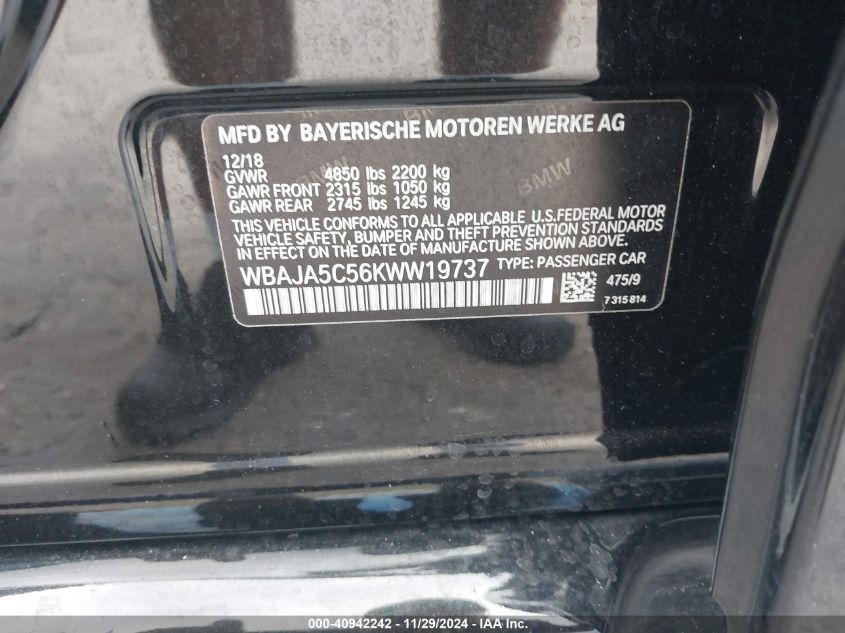 MFD BY BAYERISCHE MOTOREN WERKE AG
12/18
GVWR 4850 lbs 2200 kg
GAWR FRONT 2315 lbs 1050 kg
GAWR REAR 2745 lbs 1245 kg
THIS VEHICLE CONFORMS TO ALL APPLICABLE U.S.FEDERAL MOTOR
VEHICLE SAFETY, BUMPER AND THEFT PREVENTION STANDARDS
IN EFFECT ON THE DATE OF MANUFACTURE SHOWN ABOVE.
WBAJA5C56KWW19737 TYPE: PASSENGER CAR
475/9
7 315 814
BMW
BMW
BMW
BMW
000-40942242 - 11/29/2024 - IAA Inc.